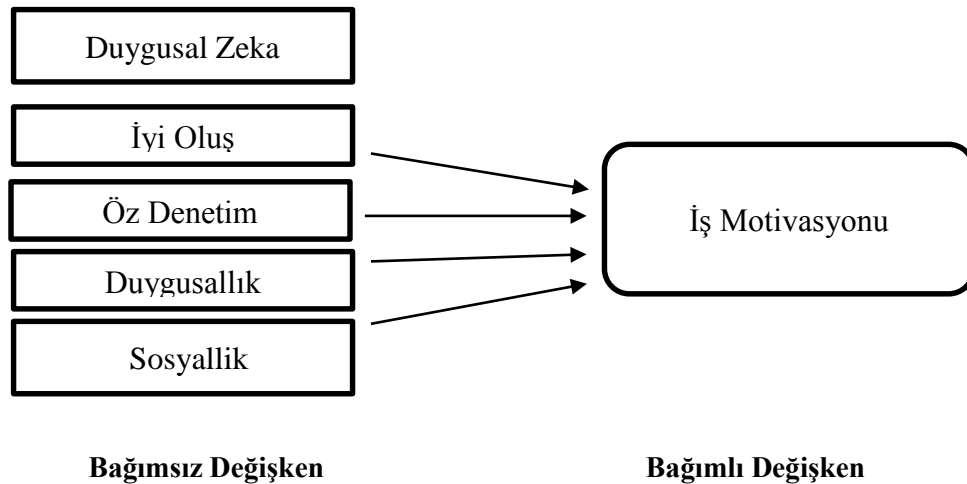 Duygusal Zeka
İyi Oluş
Öz Denetim
İş Motivasyonu
Duygusallık
Sosyallik
Bağımsız Değişken
Bağımlı Değişken